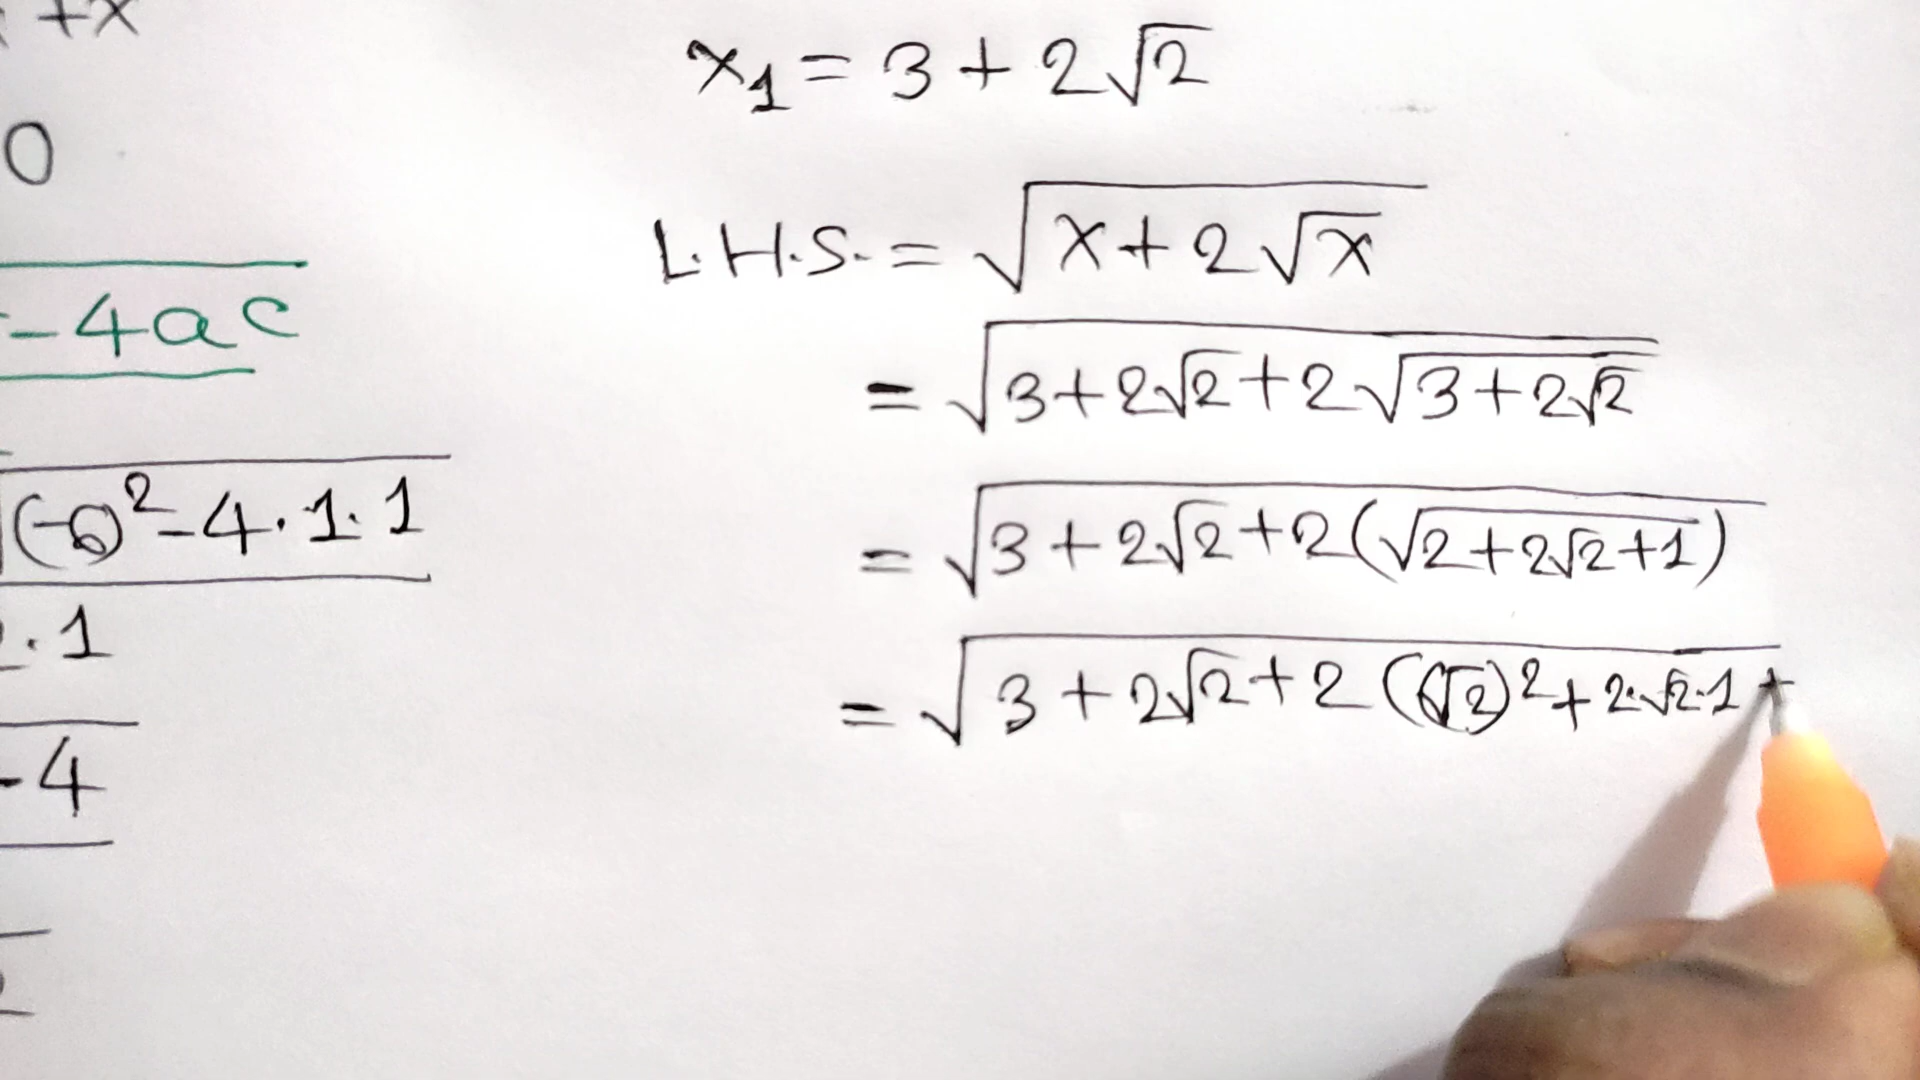 +x
0
-4ac
(-6)²-4·1·1
·1
-4
x₁ = 3 + 2√2
L.H.S. = √(x + 2√x)
= √(3 + 2√2 + 2√(3 + 2√2))
= √(3 + 2√2 + 2(√(2 + 2√2 + 1)))
= √(3 + 2√2 + 2((√2)² + 2·√2·1 +